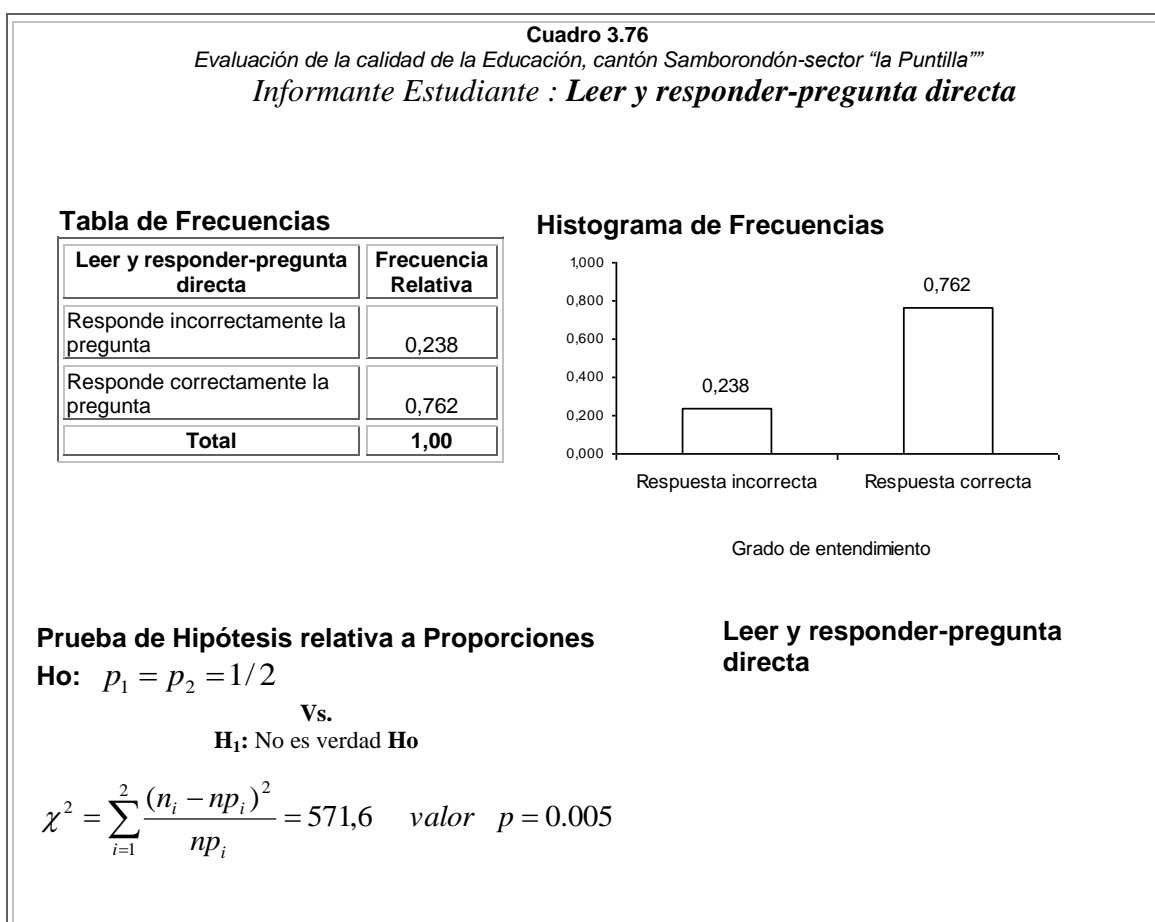 Cuadro 3.76
Evaluación de la calidad de la Educación, cantón Samborondón-sector “la Puntilla””
Informante Estudiante : Leer y responder-pregunta directa
Tabla de Frecuencias
Leer y responder-pregunta directa Frecuencia Relativa
Responde incorrectamente la pregunta 0,238
Responde correctamente la pregunta 0,762
Total 1,00
Histograma de Frecuencias
1,000
0,800
0,600
0,400
0,200
0,000
0,238
0,762
Respuesta incorrecta Respuesta correcta
Grado de entendimiento
Prueba de Hipótesis relativa a Proporciones
Ho: p₁ = p₂ = 1/2
Vs.
H₁: No es verdad Ho
χ² = ∑_{i=1}^{2} (n_i − np_i)² / np_i = 571,6 valor p = 0.005
Leer y responder-pregunta
directa